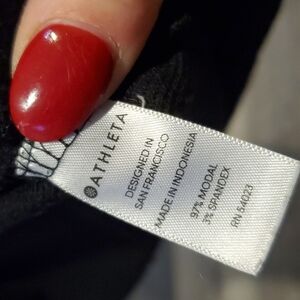 ATHLETA
DESIGNED IN
SAN FRANCISCO
MADE IN INDONESIA
97% MODAL
3% SPANDEX
RN 54023